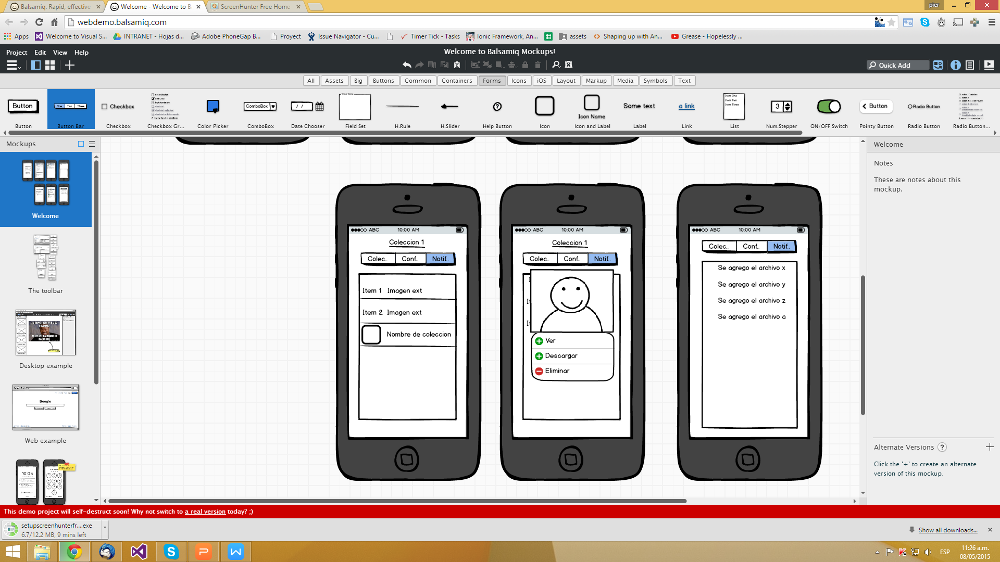 Balsamiq. Rapid, effective
Welcome - Welcome to B
ScreenHunter Free Home
pier
webdemo.balsamiq.com
Apps
Welcome to Visual S...
INTRANET - Hojas d...
Adobe PhoneGap B...
Project
Issue Navigator - Cu...
Timer Tick - Tasks
Ionic Framework, An...
assets
Shaping up with An...
Grease - Hopelessly ...
Project Edit View Help
Welcome to Balsamiq Mockups!
Quick Add
All Assets Big Buttons Common Containers Forms Icons iOS Layout Markup Media Symbols Text
Button
One Two Three
Checkbox
ComboBox
/ /
Group Name
Icon Name
Some text
a link
Item One
Item Two
Item Three
3
Button
Radio Button
Button
Button Bar
Checkbox
Checkbox Gr...
Color Picker
ComboBox
Date Chooser
Field Set
H.Rule
H.Slider
Help Button
Icon
Icon and Label
Label
Link
List
Num.Stepper
ON/OFF Switch
Pointy Button
Radio Button
Radio Button...
Mockups
Welcome
The toolbar
Desktop example
Web example
10:05
ABC 10:00 AM
Coleccion 1
Colec.. Conf.. Notif..
Item 1 Imagen ext
Item 2 Imagen ext
Nombre de coleccion
ABC 10:00 AM
Coleccion 1
Colec.. Conf.. Notif..
Ver
Descargar
Eliminar
ABC 10:00 AM
Colec.. Conf.. Notif..
Se agrego el archivo x
Se agrego el archivo y
Se agrego el archivo z
Se agrego el archivo a
Welcome
Notes
These are notes about this
mockup.
Alternate Versions ?
Click the '+' to create an alternate
version of this mockup.
This demo project will self-destruct soon! Why not switch to a real version today? ;)
setupscreenhunterfr....exe
6.7/12.2 MB, 9 mins left
Show all downloads...
ESP
11:26 a.m.
08/05/2015